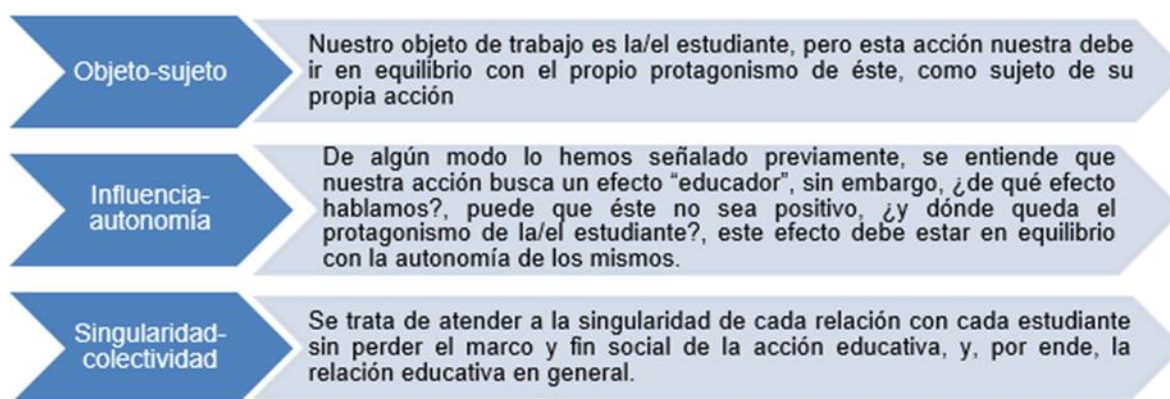 Objeto-sujeto
Nuestro objeto de trabajo es la/el estudiante, pero esta acción nuestra debe
ir en equilibrio con el propio protagonismo de éste, como sujeto de su
propia acción
Influencia-
autonomía
De algún modo lo hemos señalado previamente, se entiende que
nuestra acción busca un efecto “educador”, sin embargo, ¿de qué efecto
hablamos?, puede que éste no sea positivo, ¿y dónde queda el
protagonismo de la/el estudiante?, este efecto debe estar en equilibrio
con la autonomía de los mismos.
Singularidad-
colectividad
Se trata de atender a la singularidad de cada relación con cada estudiante
sin perder el marco y fin social de la acción educativa, y, por ende, la
relación educativa en general.